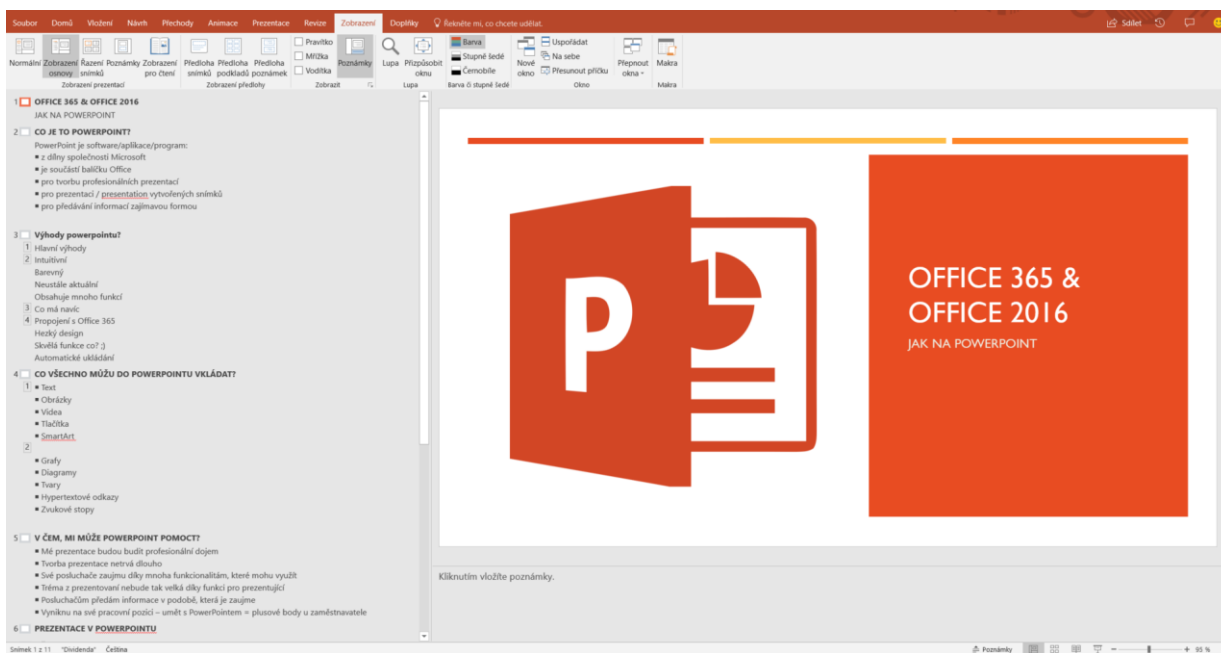 Soubor Domů Vložení Návrh Přechody Animace Prezentace Revize Zobrazení Doplňky Řekněte mi, co chcete udělat. Sdílet
Normální Zobrazení osnovy Řazení snímků Poznámky Zobrazení pro čtení
Zobrazení prezentací
Předloha snímků Předloha podkladů Předloha poznámek
Zobrazení předlohy
Pravítko
Mřížka
Vodítka
Poznámky
Zobrazit
Lupa Přizpůsobit oknu
Lupa
Barva
Stupně šedé
Černobíle
Barva či stupně šedé
Nové okno
Uspořádat
Na sebe
Přesunout příčku
Přepnout okna
Okno
Makra
Makra
1 OFFICE 365 & OFFICE 2016
JAK NA POWERPOINT
2 CO JE TO POWERPOINT?
PowerPoint je software/aplikace/program:
▪ z dílny společnosti Microsoft
▪ je součástí balíčku Office
▪ pro tvorbu profesionálních prezentací
▪ pro prezentaci / presentation vytvořených snímků
▪ pro předávání informací zajímavou formou
3 Výhody powerpointu?
1 Hlavní výhody
2 Intuitivní
Barevný
Neustále aktuální
Obsahuje mnoho funkcí
3 Co má navíc
4 Propojení s Office 365
Hezký design
Skvělá funkce co? ;)
Automatické ukládání
4 CO VŠECHNO MŮŽU DO POWERPOINTU VKLÁDAT?
1 ▪ Text
▪ Obrázky
▪ Videa
▪ Tlačítka
▪ SmartArt
2
▪ Grafy
▪ Diagramy
▪ Tvary
▪ Hypertextové odkazy
▪ Zvukové stopy
5 V ČEM, MI MŮŽE POWERPOINT POMOCT?
▪ Mé prezentace budou budit profesionální dojem
▪ Tvorba prezentace netrvá dlouho
▪ Své posluchače zaujmu díky mnoha funkcionalitám, které mohu využít
▪ Tréma z prezentovaní nebude tak velká díky funkci pro prezentující
▪ Posluchačům předám informace v podobě, která je zaujme
▪ Vyniknu na své pracovní pozici – umět s PowerPointem = plusové body u zaměstnavatele
6 PREZENTACE V POWERPOINTU
P
OFFICE 365 &
OFFICE 2016
JAK NA POWERPOINT
Kliknutím vložíte poznámky.
Snímek 1 z 11 "Dividenda" Čeština Poznámky 95 %